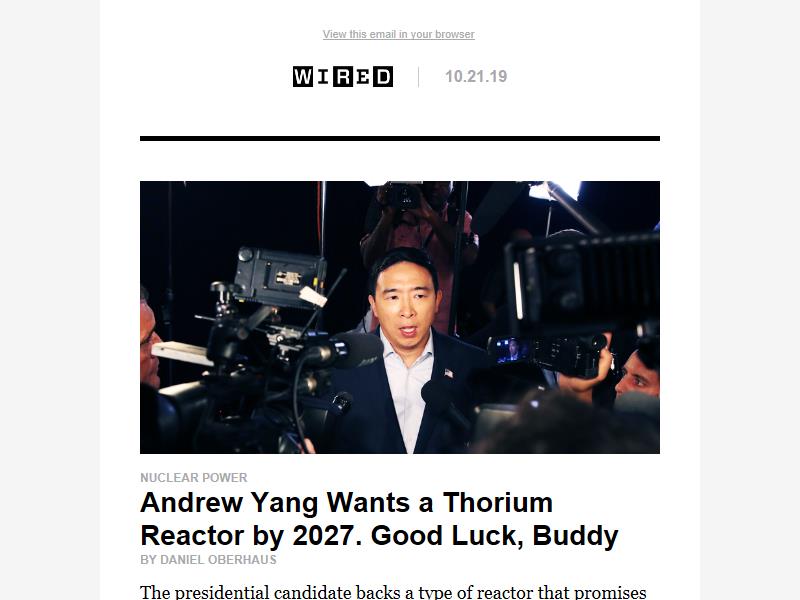 View this email in your browser
WIRED 10.21.19
NUCLEAR POWER
Andrew Yang Wants a Thorium
Reactor by 2027. Good Luck, Buddy
BY DANIEL OBERHAUS
The presidential candidate backs a type of reactor that promises